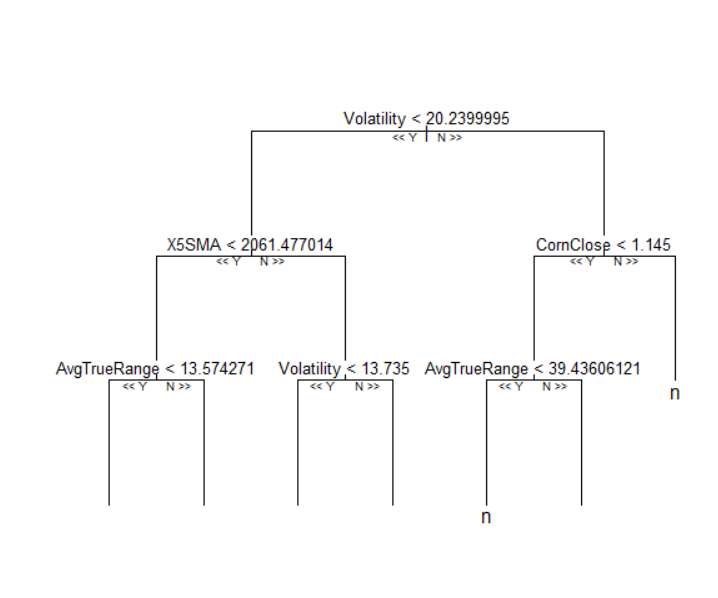 Volatility < 20.2399995
<< Y N >>
X5SMA < 2061.477014
<< Y N >>
CornClose < 1.145
<< Y N >>
AvgTrueRange < 13.574271
<< Y N >>
Volatility < 13.735
<< Y N >>
AvgTrueRange < 39.43606121
<< Y N >>
n
n